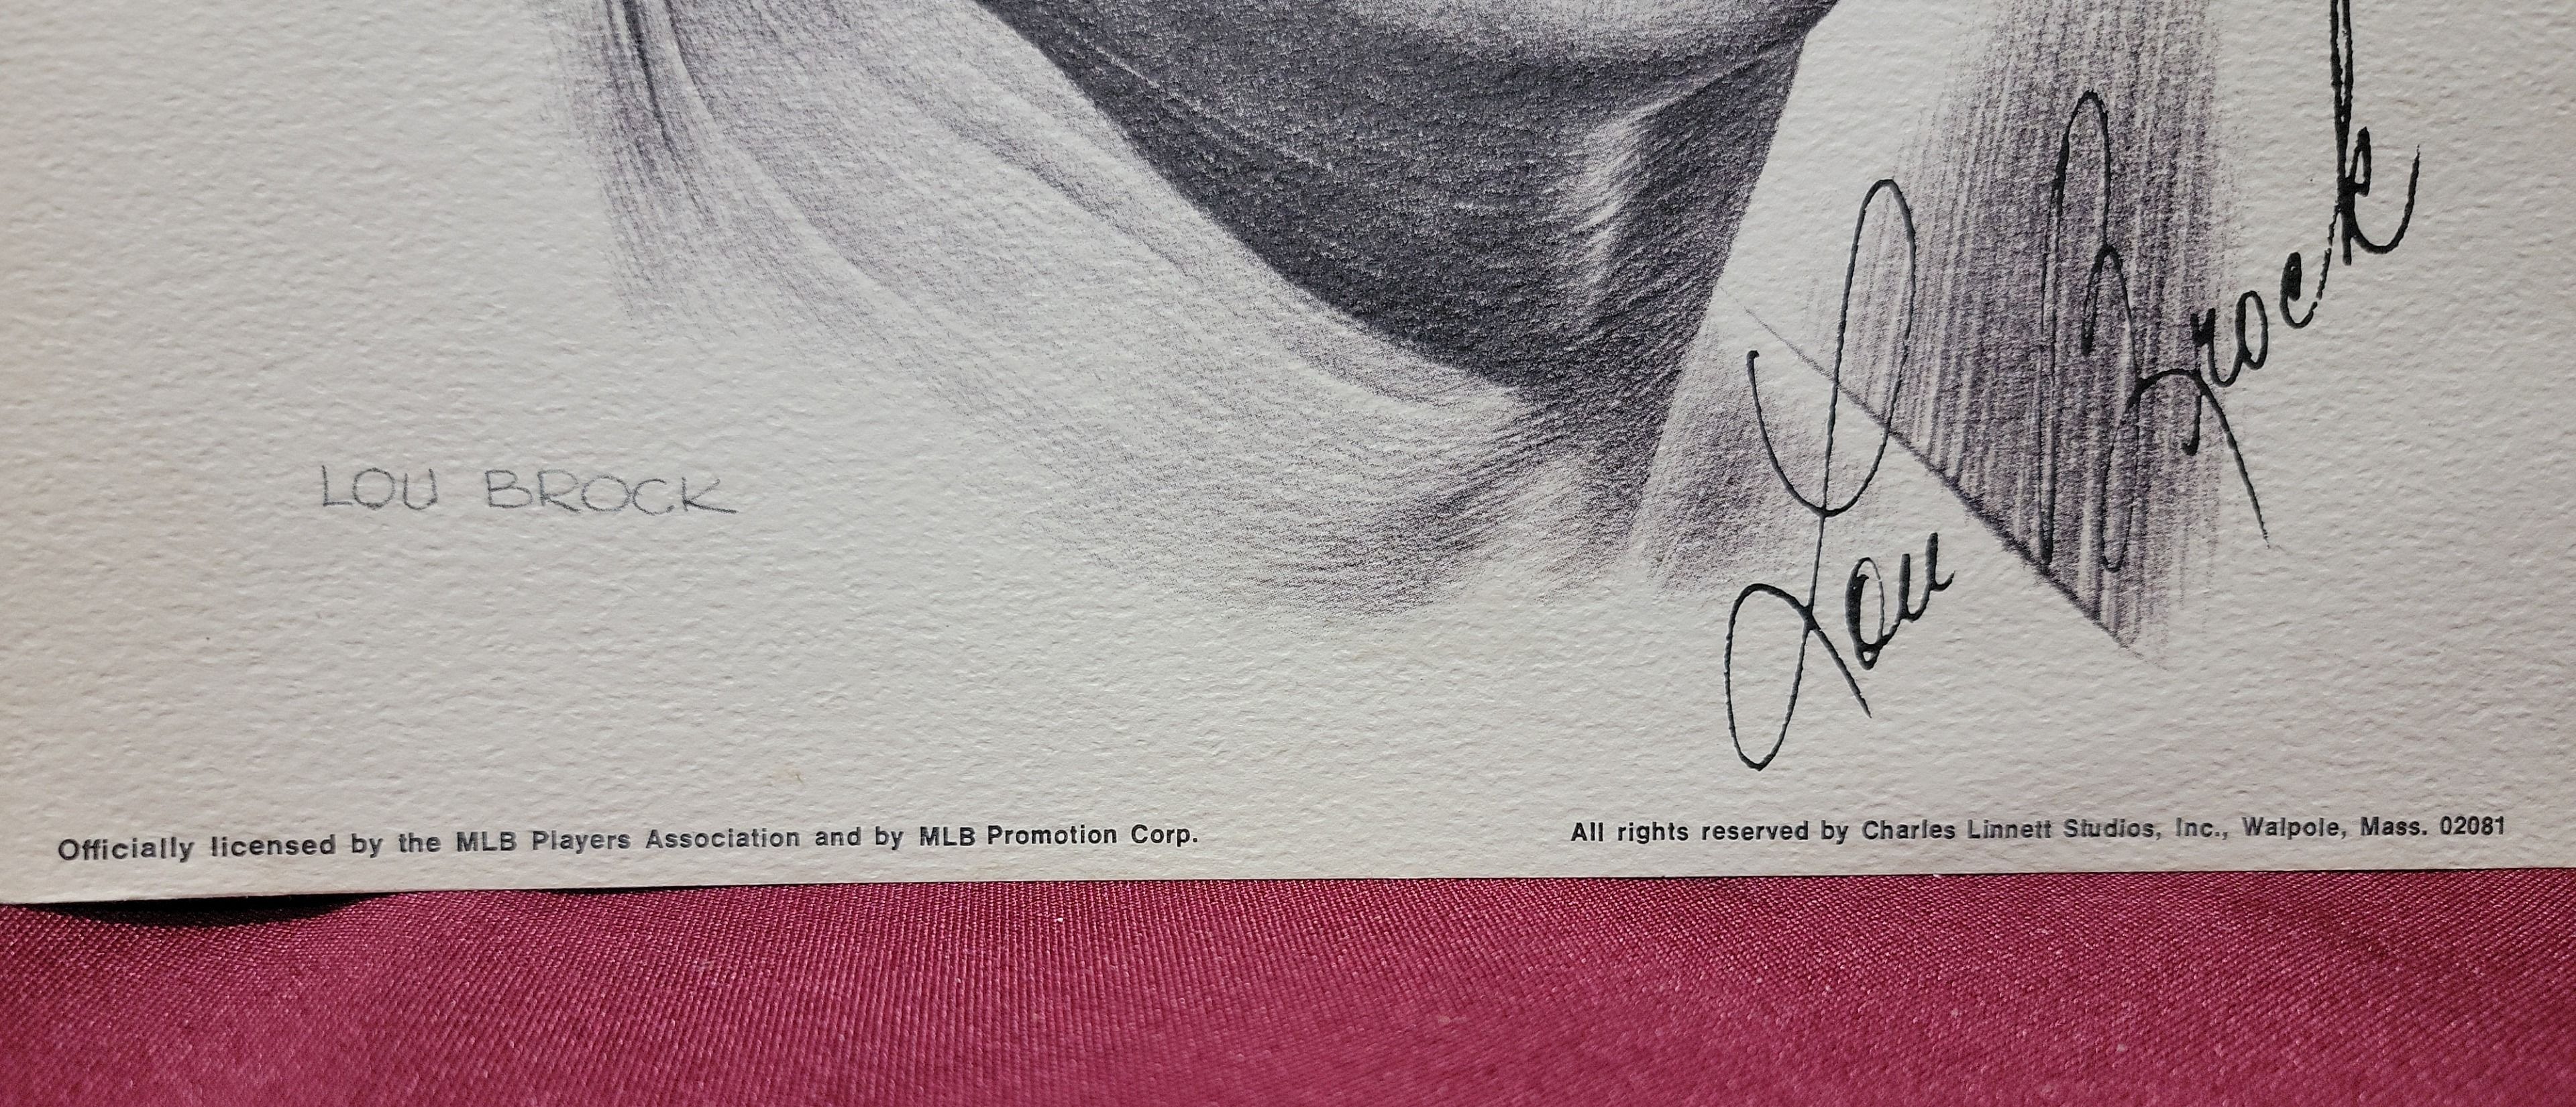 LOU BROCK
Lou Brock
Officially licensed by the MLB Players Association and by MLB Promotion Corp.
All rights reserved by Charles Linnett Studios, Inc., Walpole, Mass. 02081